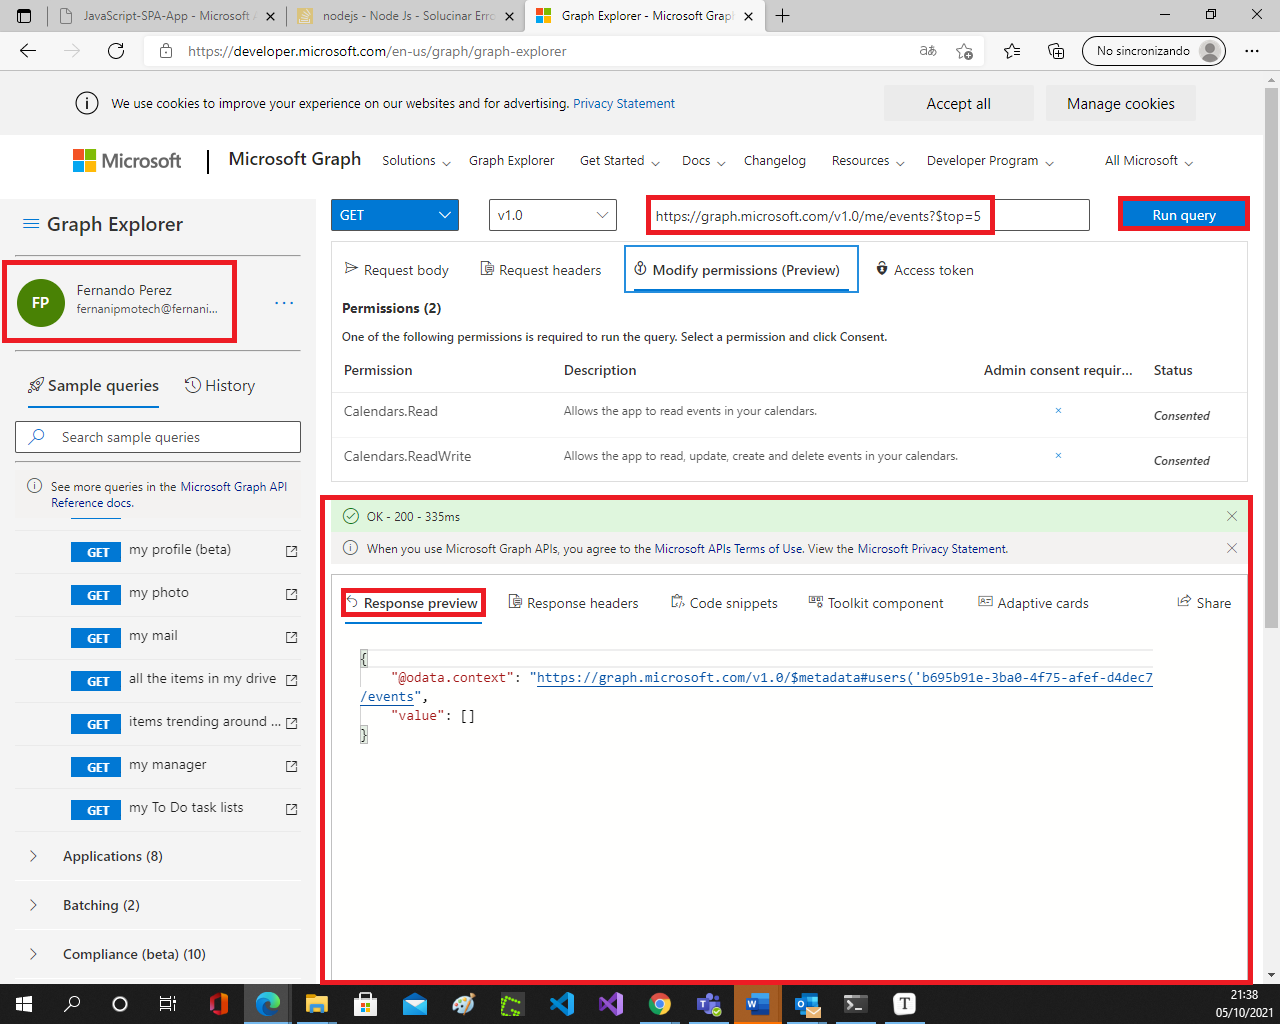 JavaScript-SPA-App - Microsoft A
nodejs - Node Js - Solucinar Erro
Graph Explorer - Microsoft Graph
https://developer.microsoft.com/en-us/graph/graph-explorer
aあ
No sincronizando
We use cookies to improve your experience on our websites and for advertising. Privacy Statement
Accept all
Manage cookies
Microsoft
Microsoft Graph
Solutions
Graph Explorer
Get Started
Docs
Changelog
Resources
Developer Program
All Microsoft
Graph Explorer
GET
v1.0
https://graph.microsoft.com/v1.0/me/events?$top=5
Run query
FP
Fernando Perez
fernanipmotech@fernani...
Request body
Request headers
Modify permissions (Preview)
Access token
Permissions (2)
One of the following permissions is required to run the query. Select a permission and click Consent.
Permission
Description
Admin consent requir...
Status
Calendars.Read
Allows the app to read events in your calendars.
Consented
Calendars.ReadWrite
Allows the app to read, update, create and delete events in your calendars.
Consented
Sample queries
History
Search sample queries
See more queries in the Microsoft Graph API
Reference docs.
GET my profile (beta)
GET my photo
GET my mail
GET all the items in my drive
GET items trending around ...
GET my manager
GET my To Do task lists
Applications (8)
Batching (2)
Compliance (beta) (10)
OK - 200 - 335ms
When you use Microsoft Graph APIs, you agree to the Microsoft APIs Terms of Use. View the Microsoft Privacy Statement.
Response preview
Response headers
Code snippets
Toolkit component
Adaptive cards
Share
{
"@odata.context": "https://graph.microsoft.com/v1.0/$metadata#users('b695b91e-3ba0-4f75-afef-d4dec7
/events",
"value": []
}
21:38
05/10/2021